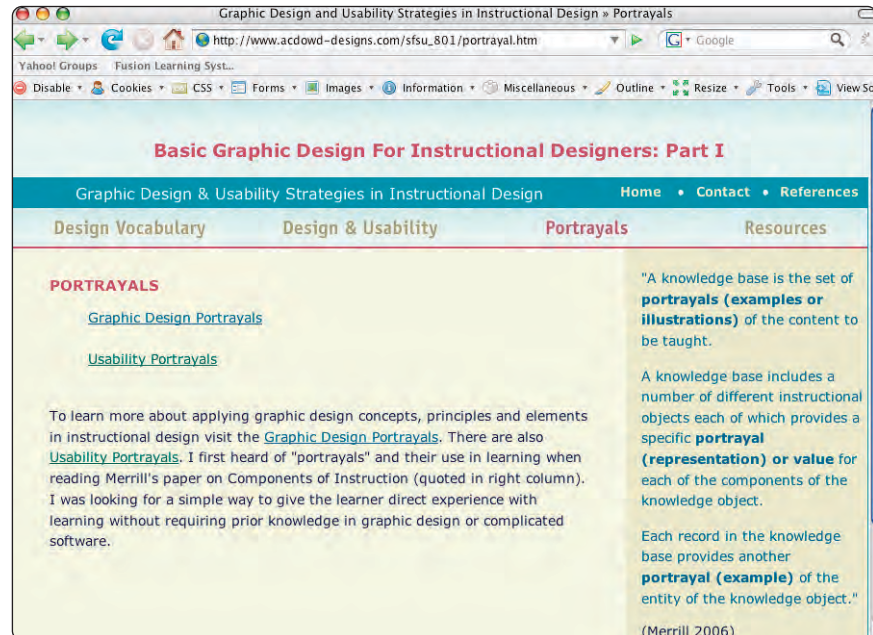 Graphic Design and Usability Strategies in Instructional Design » Portrayals
http://www.acdowd-designs.com/sfsu_801/portrayal.htm
G Google
Yahoo! Groups Fusion Learning Syst...
Disable Cookies CSS Forms Images Information Miscellaneous Outline Resize Tools View So
Basic Graphic Design For Instructional Designers: Part I
Graphic Design & Usability Strategies in Instructional Design Home • Contact • References
Design Vocabulary Design & Usability Portrayals Resources
PORTRAYALS
Graphic Design Portrayals
Usability Portrayals
To learn more about applying graphic design concepts, principles and elements
in instructional design visit the Graphic Design Portrayals. There are also
Usability Portrayals. I first heard of "portrayals" and their use in learning when
reading Merrill's paper on Components of Instruction (quoted in right column).
I was looking for a simple way to give the learner direct experience with
learning without requiring prior knowledge in graphic design or complicated
software.
"A knowledge base is the set of
portrayals (examples or
illustrations) of the content to
be taught.
A knowledge base includes a
number of different instructional
objects each of which provides a
specific portrayal
(representation) or value for
each of the components of the
knowledge object.
Each record in the knowledge
base provides another
portrayal (example) of the
entity of the knowledge object."
(Merrill 2006)